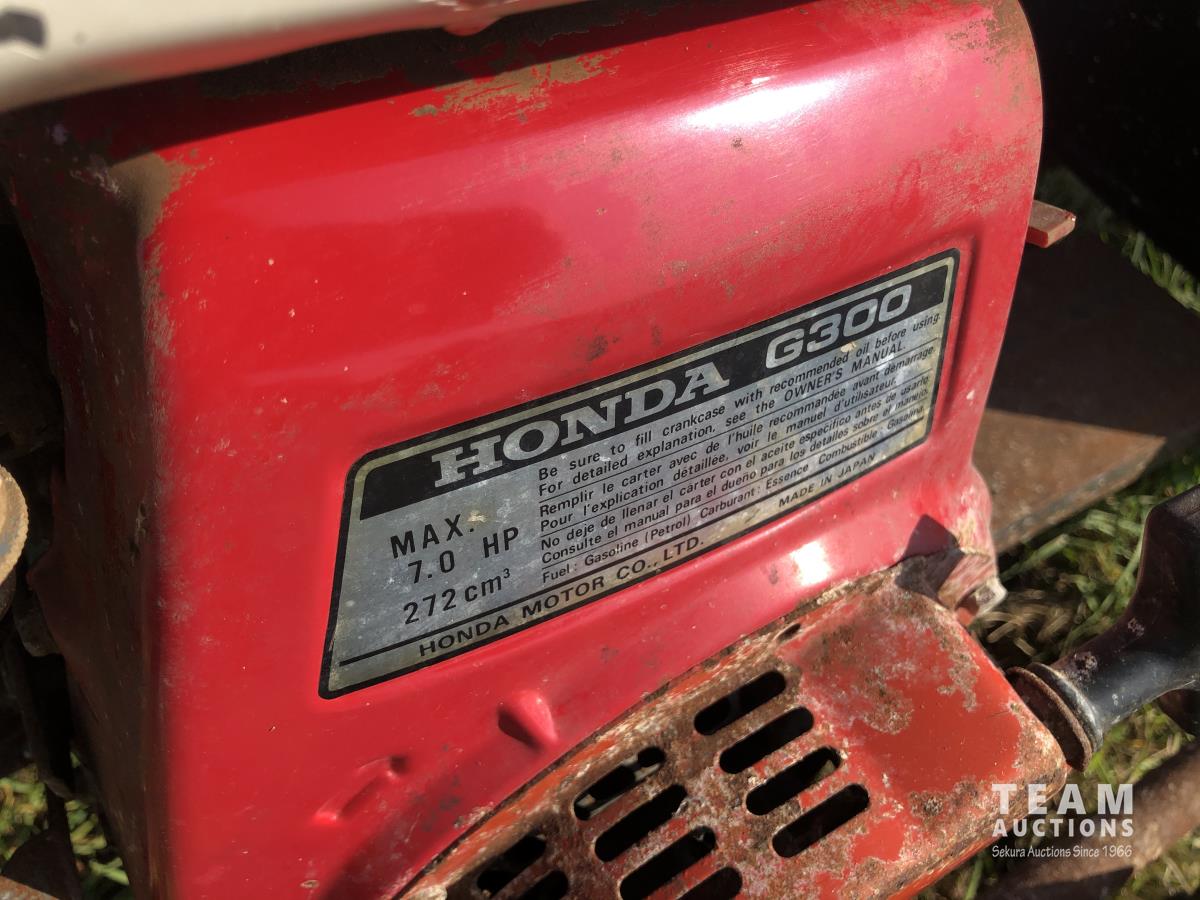 HONDA G300
MAX.
7.0 HP
272 cm³
Be sure to fill crankcase with recommended oil before using.
For detailed explanation, see the OWNER'S MANUAL.
Remplir le carter avec de l'huile recommandée avant démarrage.
Pour l'explication détaillée, voir le manuel d'utilisateur.
No deje de llenar el cárter con el aceite especifico antes de usarle.
Consulte el manual para el dueño para los detalles sobre el manejo.
Fuel: Gasoline (Petrol) Carburant: Essence Combustible: Gasolina
HONDA MOTOR CO., LTD. MADE IN JAPAN
TEAM
AUCTIONS
Sekura Auctions Since 1966